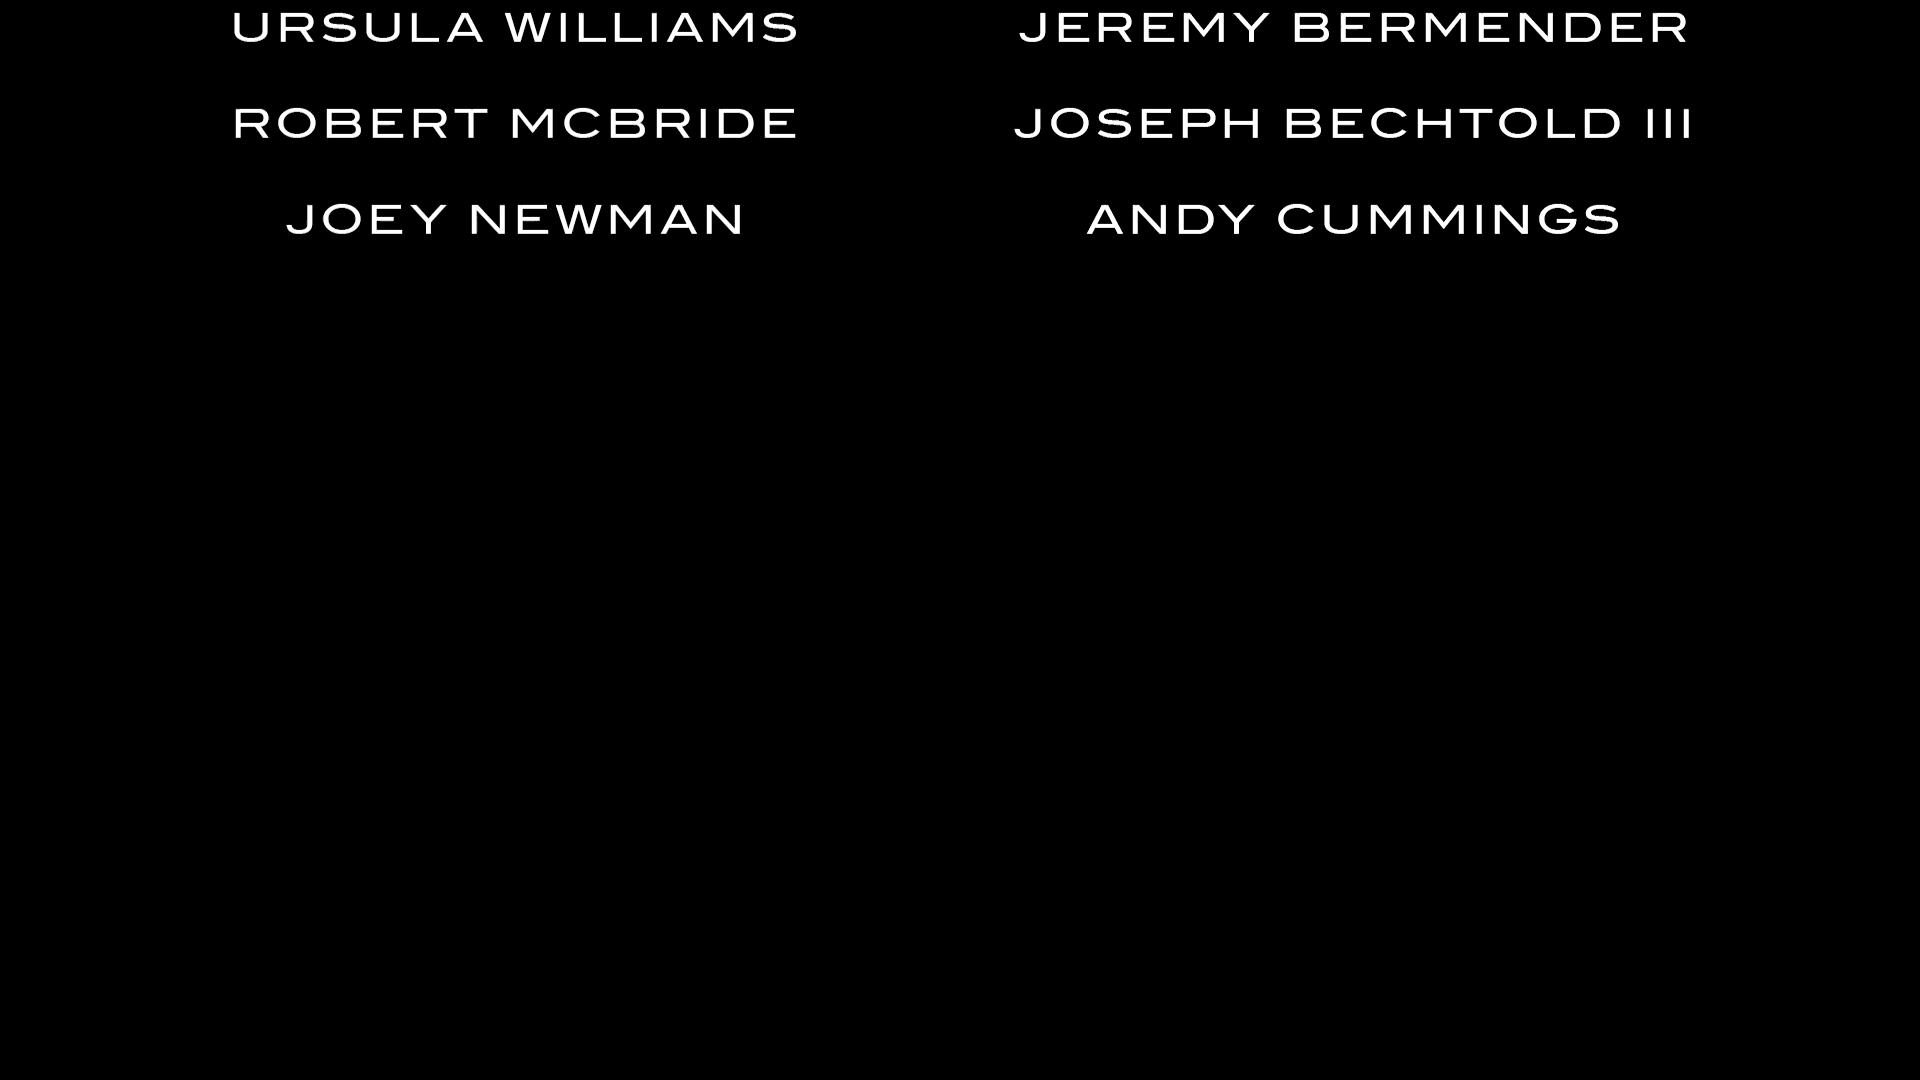 URSULA WILLIAMS JEREMY BERMENDER
ROBERT MCBRIDE JOSEPH BECHTOLD III
JOEY NEWMAN ANDY CUMMINGS